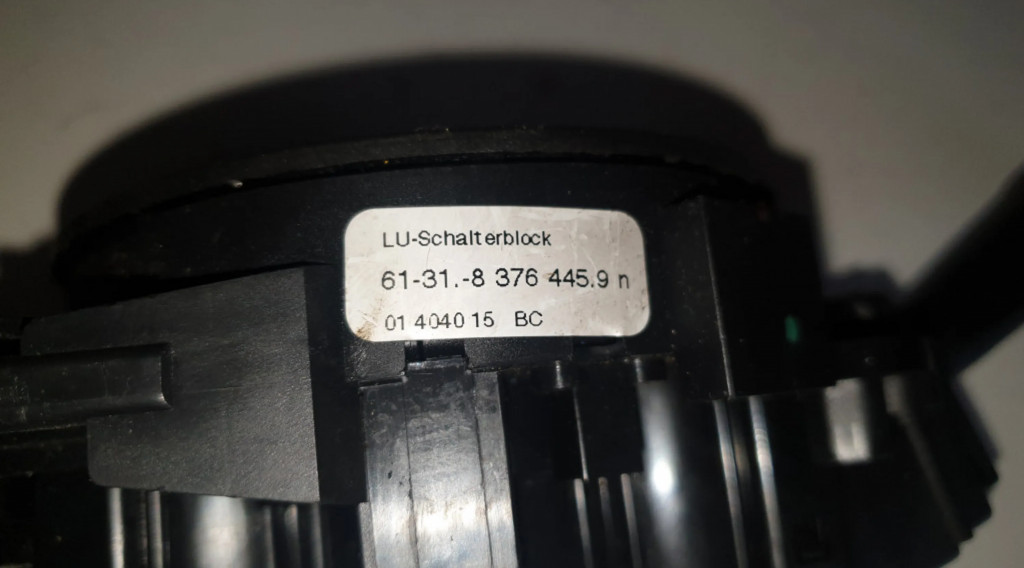 LU-Schalterblock
61-31.-8 376 445.9 n
01 404015 BC